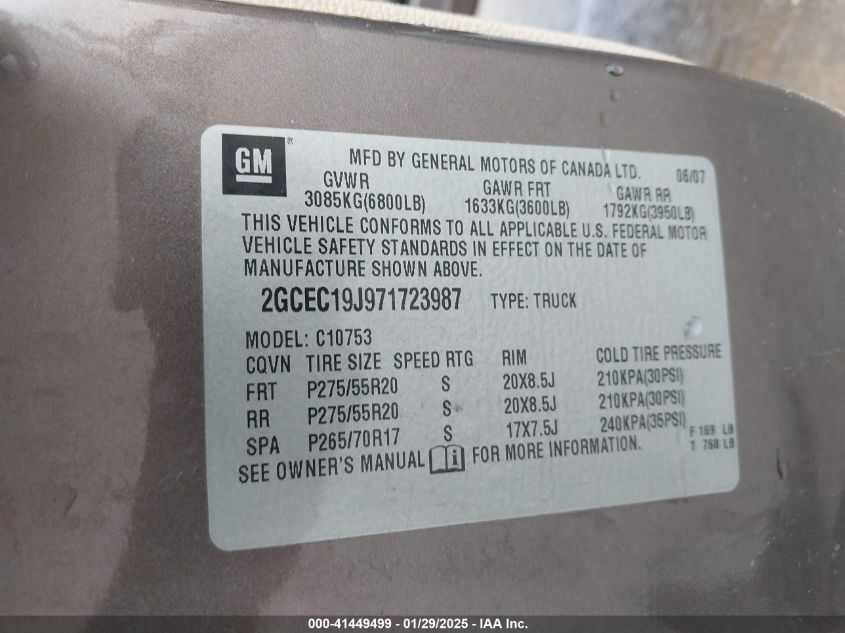 GM
®
MFD BY GENERAL MOTORS OF CANADA LTD. 06/07
GVWR GAWR FRT GAWR RR
3085KG(6800LB) 1633KG(3600LB) 1792KG(3950LB)
THIS VEHICLE CONFORMS TO ALL APPLICABLE U.S. FEDERAL MOTOR
VEHICLE SAFETY STANDARDS IN EFFECT ON THE DATE OF
MANUFACTURE SHOWN ABOVE.
2GCEC19J971723987 TYPE: TRUCK
MODEL: C10753
CQVN TIRE SIZE SPEED RTG RIM COLD TIRE PRESSURE
FRT P275/55R20 S 20X8.5J 210KPA(30PSI)
RR P275/55R20 S 20X8.5J 210KPA(30PSI)
SPA P265/70R17 S 17X7.5J 240KPA(35PSI)
F 169 LB
T 768 LB
SEE OWNER'S MANUAL i FOR MORE INFORMATION.
000-41449499 - 01/29/2025 - IAA Inc.